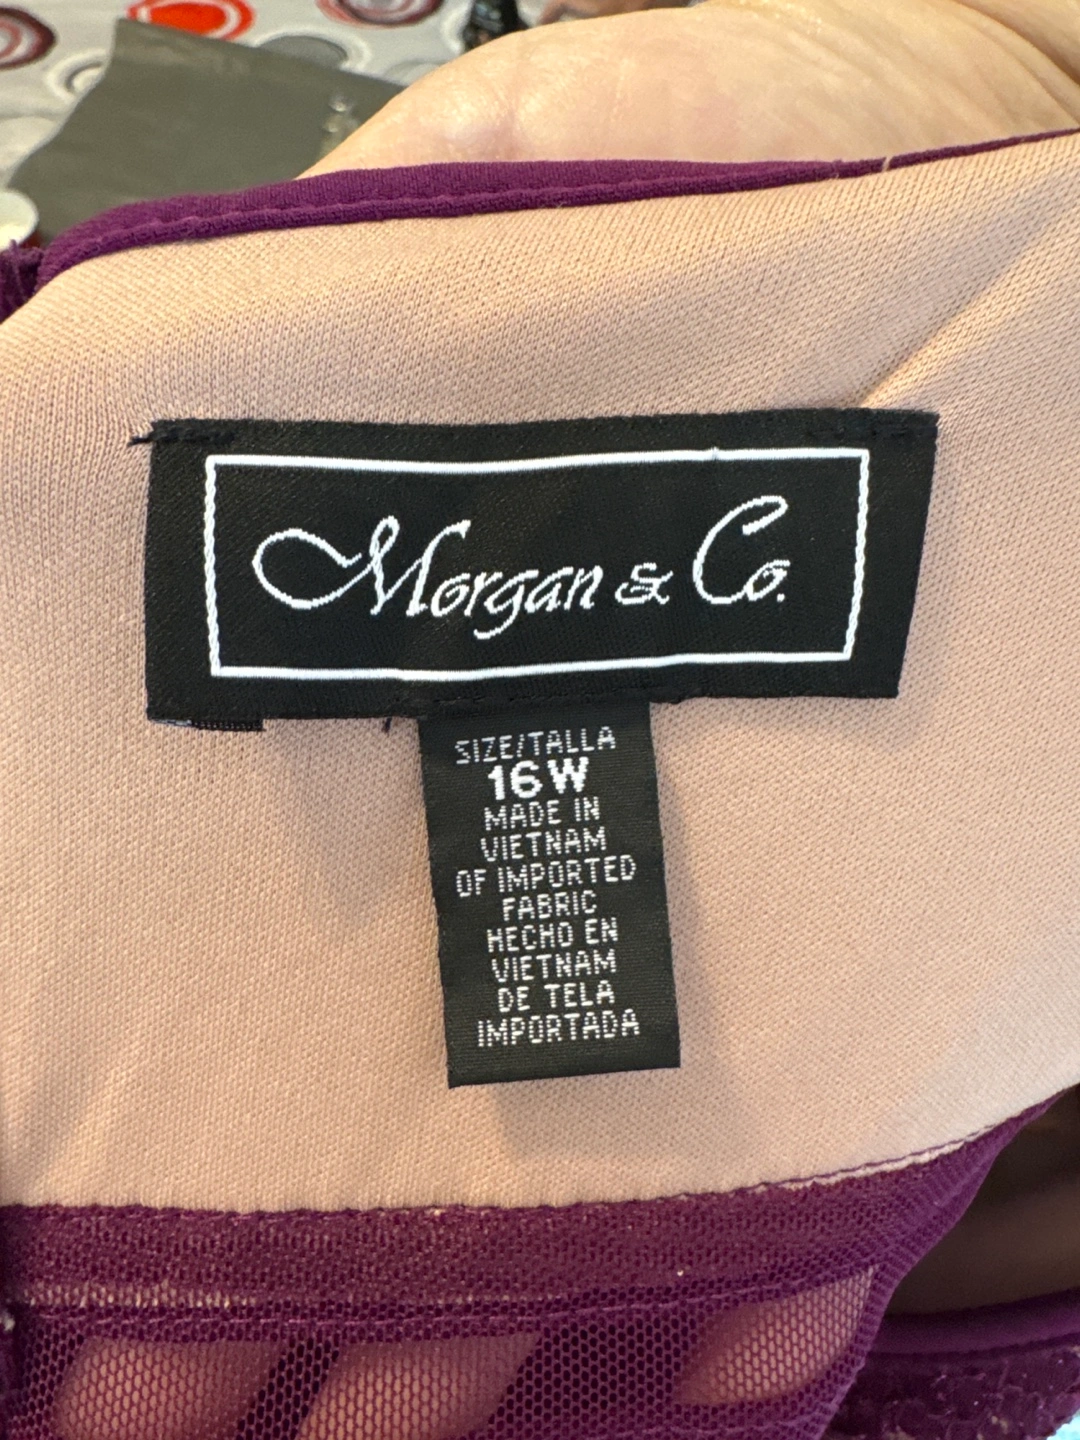 Morgan & Co.
SIZE/TALLA
16W
MADE IN
VIETNAM
OF IMPORTED
FABRIC
HECHO EN
VIETNAM
DE TELA
IMPORTADA